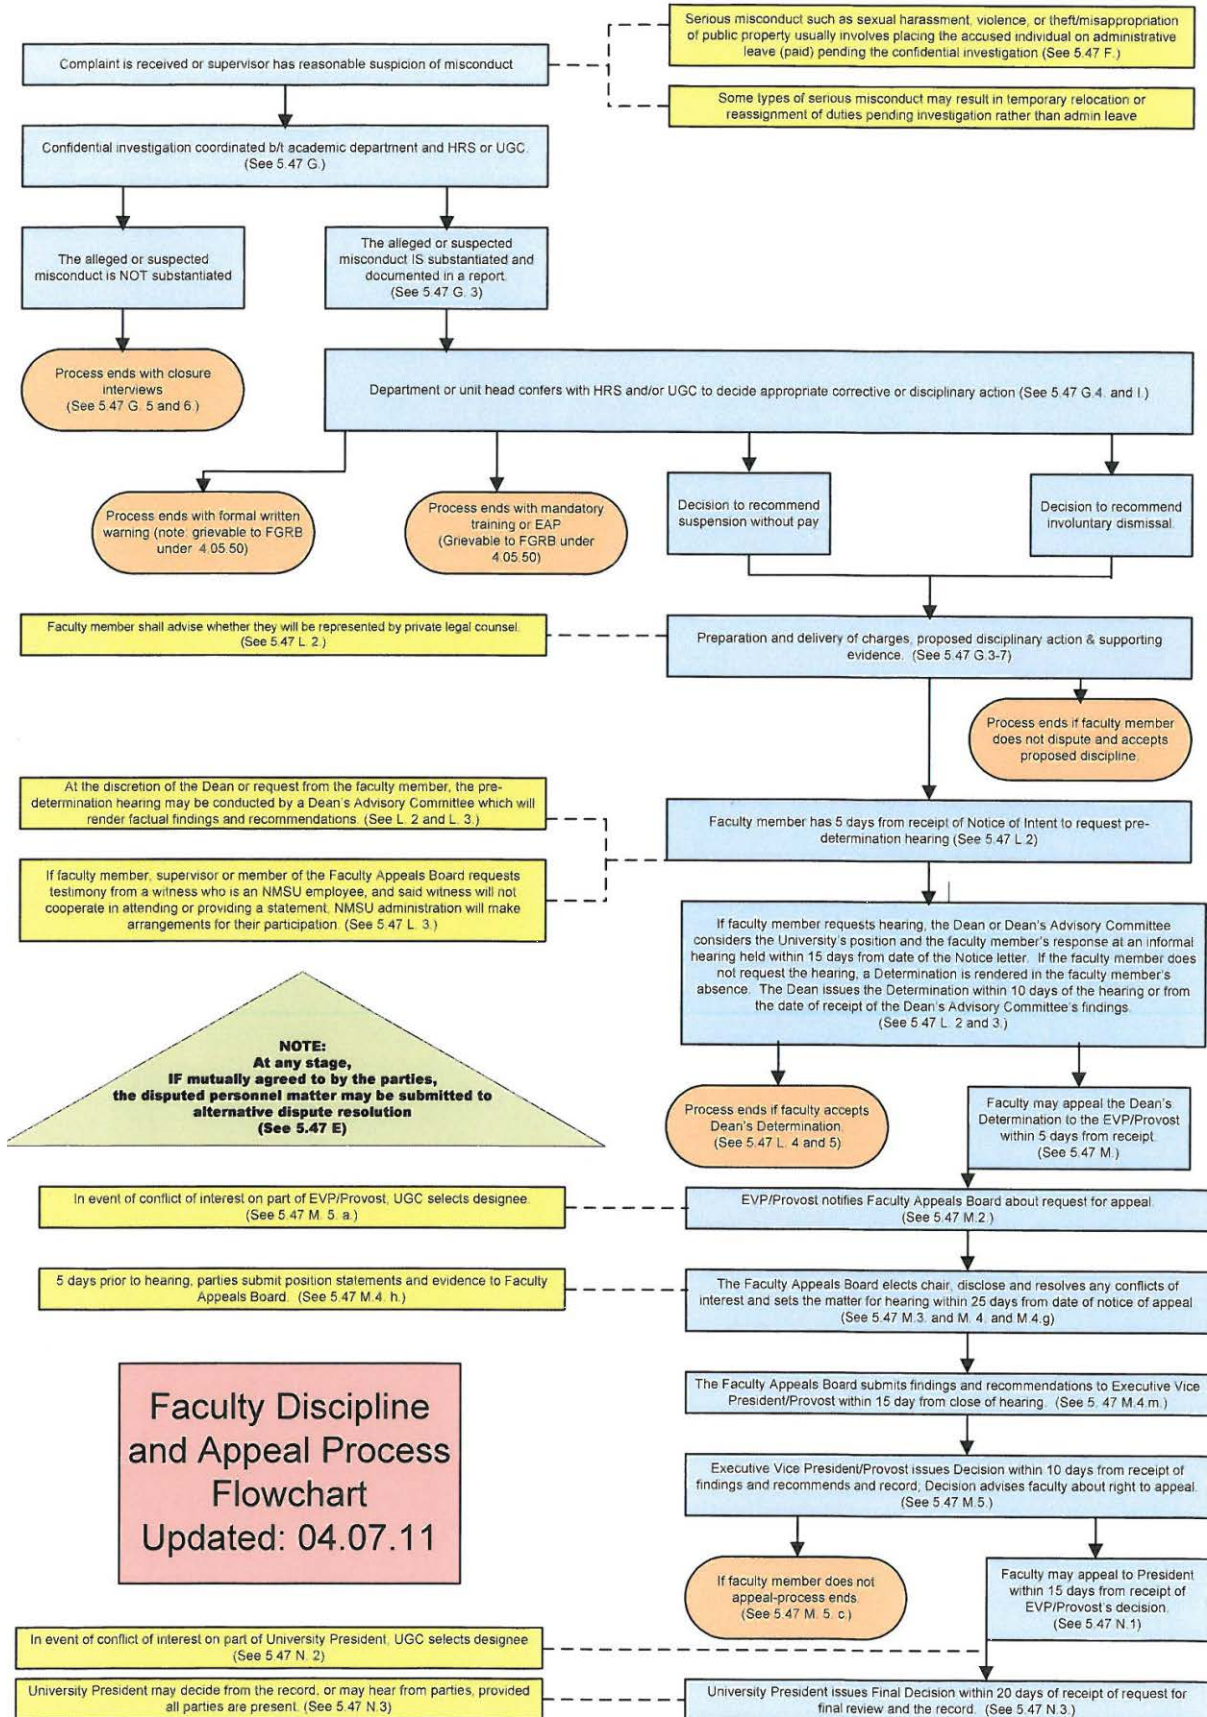 Serious misconduct such as sexual harassment, violence, or theft/misappropriation
of public property usually involves placing the accused individual on administrative
leave (paid) pending the confidential investigation (See 5.47 F.)
Complaint is received or supervisor has reasonable suspicion of misconduct
Some types of serious misconduct may result in temporary relocation or
reassignment of duties pending investigation rather than admin leave
Confidential investigation coordinated b/t academic department and HRS or UGC.
(See 5.47 G.)
The alleged or suspected
misconduct is NOT substantiated
The alleged or suspected
misconduct IS substantiated and
documented in a report.
(See 5.47 G. 3)
Process ends with closure
interviews
(See 5.47 G. 5 and 6.)
Department or unit head confers with HRS and/or UGC to decide appropriate corrective or disciplinary action (See 5.47 G.4. and I.)
Process ends with formal written
warning (note: grievable to FGRB
under 4.05.50)
Process ends with mandatory
training or EAP
(Grievable to FGRB under
4.05.50)
Decision to recommend
suspension without pay
Decision to recommend
involuntary dismissal.
Faculty member shall advise whether they will be represented by private legal counsel.
(See 5.47 L. 2.)
Preparation and delivery of charges, proposed disciplinary action & supporting
evidence. (See 5.47 G.3-7)
Process ends if faculty member
does not dispute and accepts
proposed discipline.
At the discretion of the Dean or request from the faculty member, the pre-
determination hearing may be conducted by a Dean's Advisory Committee which will
render factual findings and recommendations. (See L. 2 and L. 3.)
Faculty member has 5 days from receipt of Notice of Intent to request pre-
determination hearing (See 5.47 L.2)
If faculty member, supervisor or member of the Faculty Appeals Board requests
testimony from a witness who is an NMSU employee, and said witness will not
cooperate in attending or providing a statement, NMSU administration will make
arrangements for their participation. (See 5.47 L. 3.)
If faculty member requests hearing, the Dean or Dean's Advisory Committee
considers the University's position and the faculty member's response at an informal
hearing held within 15 days from date of the Notice letter. If the faculty member does
not request the hearing, a Determination is rendered in the faculty member's
absence. The Dean issues the Determination within 10 days of the hearing or from
the date of receipt of the Dean's Advisory Committee's findings.
(See 5.47 L. 2 and 3.)
NOTE:
At any stage,
IF mutually agreed to by the parties,
the disputed personnel matter may be submitted to
alternative dispute resolution
(See 5.47 E)
Process ends if faculty accepts
Dean's Determination.
(See 5.47 L. 4 and 5)
Faculty may appeal the Dean's
Determination to the EVP/Provost
within 5 days from receipt.
(See 5.47 M.)
In event of conflict of interest on part of EVP/Provost, UGC selects designee.
(See 5.47 M. 5. a.)
EVP/Provost notifies Faculty Appeals Board about request for appeal.
(See 5.47 M.2.)
5 days prior to hearing, parties submit position statements and evidence to Faculty
Appeals Board. (See 5.47 M.4. h.)
The Faculty Appeals Board elects chair, disclose and resolves any conflicts of
interest and sets the matter for hearing within 25 days from date of notice of appeal
(See 5.47 M.3. and M. 4. and M.4.g)
Faculty Discipline
and Appeal Process
Flowchart
Updated: 04.07.11
The Faculty Appeals Board submits findings and recommendations to Executive Vice
President/Provost within 15 day from close of hearing. (See 5. 47 M.4.m.)
Executive Vice President/Provost issues Decision within 10 days from receipt of
findings and recommends and record; Decision advises faculty about right to appeal.
(See 5.47 M.5.)
If faculty member does not
appeal-process ends.
(See 5.47 M. 5. c.)
Faculty may appeal to President
within 15 days from receipt of
EVP/Provost's decision.
(See 5.47 N.1)
In event of conflict of interest on part of University President, UGC selects designee
(See 5.47 N. 2)
University President may decide from the record, or may hear from parties, provided
all parties are present. (See 5.47 N.3)
University President issues Final Decision within 20 days of receipt of request for
final review and the record. (See 5.47 N.3.)